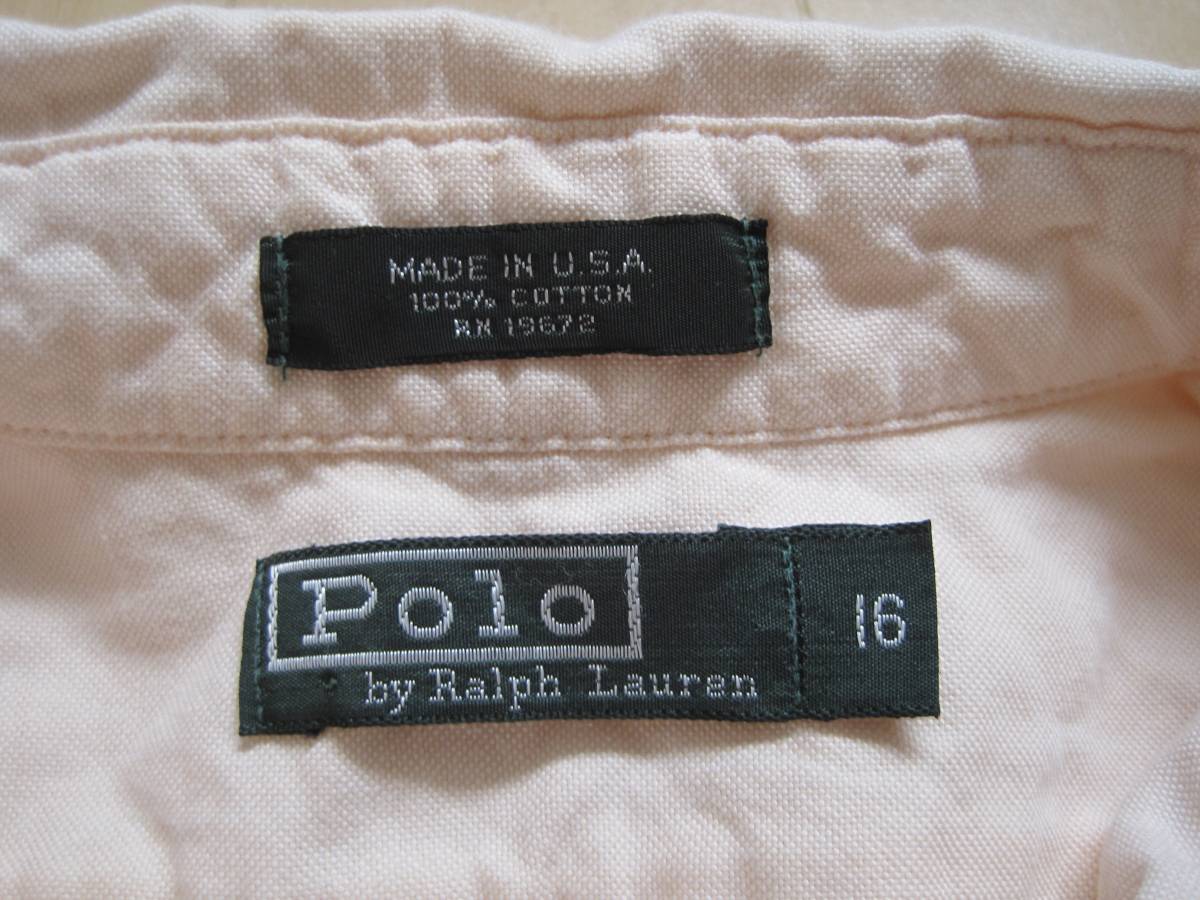 MADE IN U.S.A.
100% COTTON
RN 19672
Polo
by Ralph Lauren
16